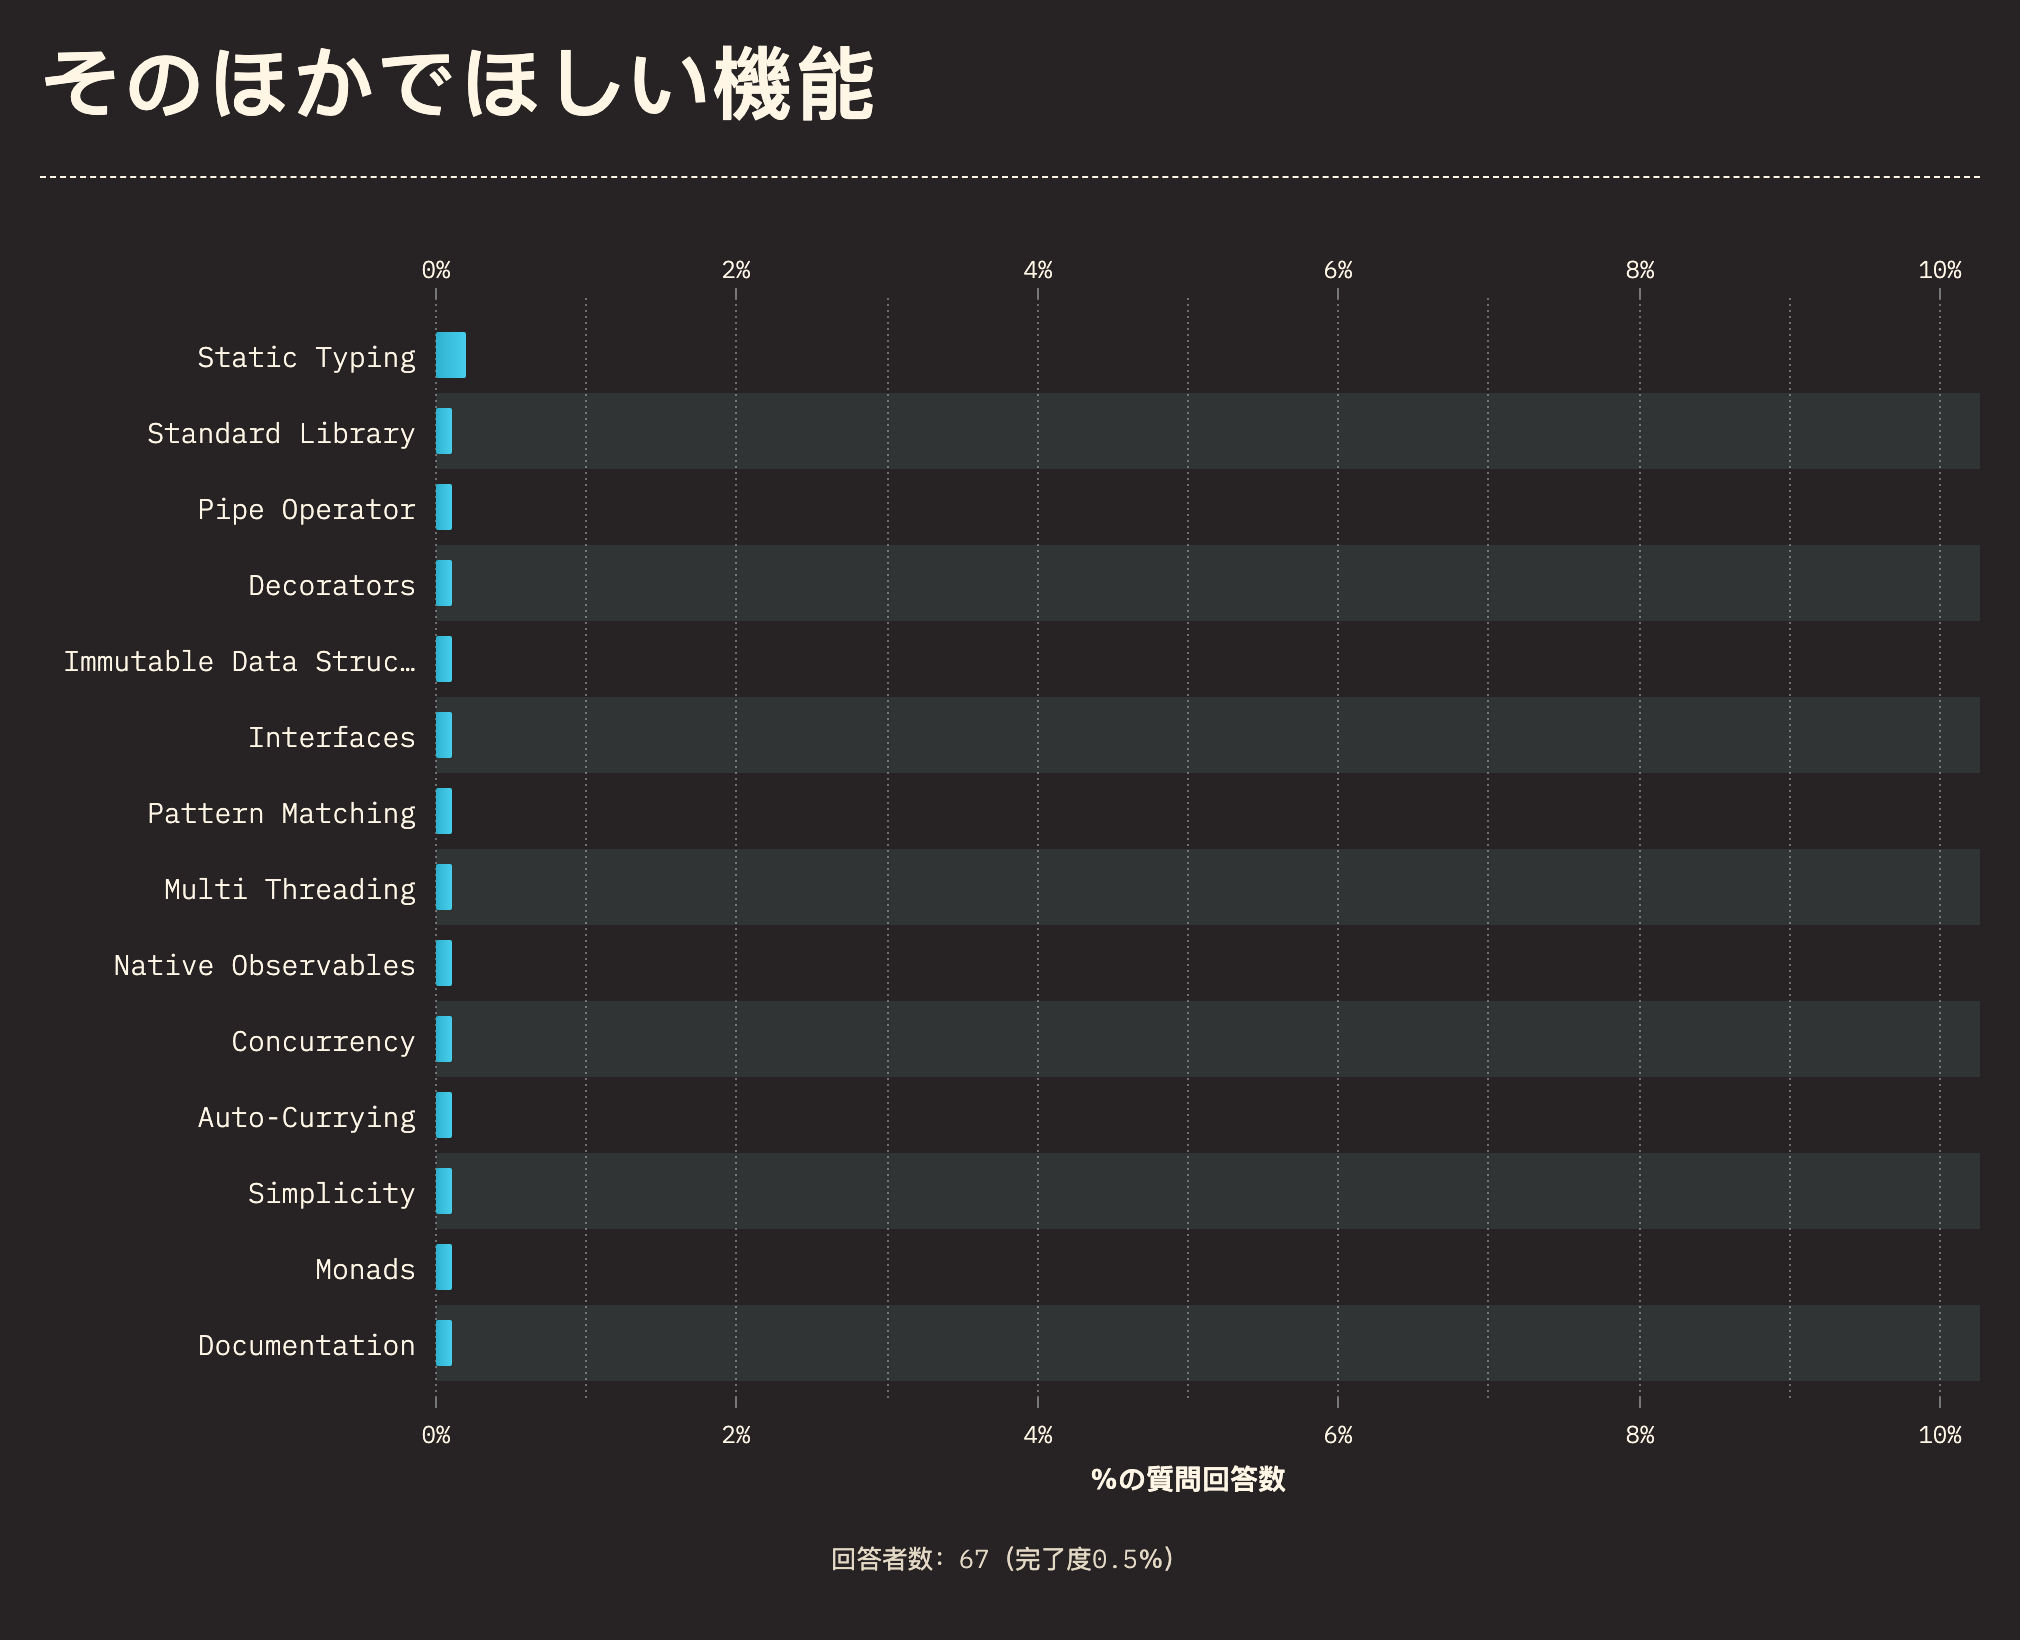 そのほかでほしい機能
0% 2% 4% 6% 8% 10%
Static Typing
Standard Library
Pipe Operator
Decorators
Immutable Data Struc…
Interfaces
Pattern Matching
Multi Threading
Native Observables
Concurrency
Auto-Currying
Simplicity
Monads
Documentation
0% 2% 4% 6% 8% 10%
%の質問回答数
回答者数：67 (完了度0.5%)